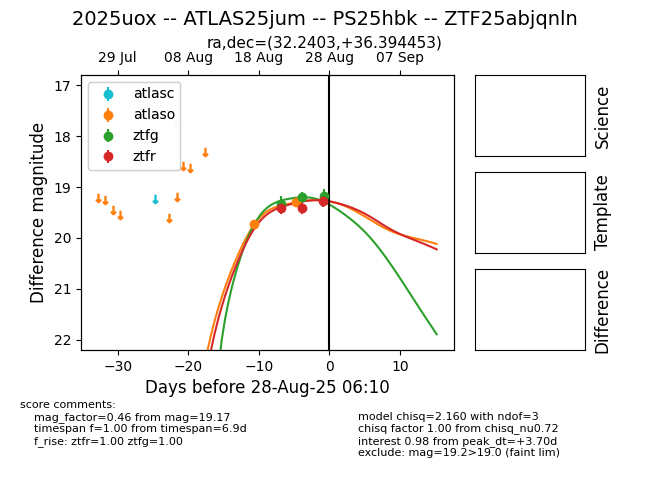 2025uox -- ATLAS25jum -- PS25hbk -- ZTF25abjqnln
ra,dec=(32.2403,+36.394453)
29 Jul 08 Aug 18 Aug 28 Aug 07 Sep
atlasc
atlaso
ztfg
ztfr
17
18
19
20
21
22
Difference magnitude
−30 −20 −10 0 10
Days before 28-Aug-25 06:10
Science
Template
Difference
score comments:
mag_factor=0.46 from mag=19.17
timespan f=1.00 from timespan=6.9d
f_rise: ztfr=1.00 ztfg=1.00
model chisq=2.160 with ndof=3
chisq factor 1.00 from chisq_nu0.72
interest 0.98 from peak_dt=+3.70d
exclude: mag=19.2>19.0 (faint lim)